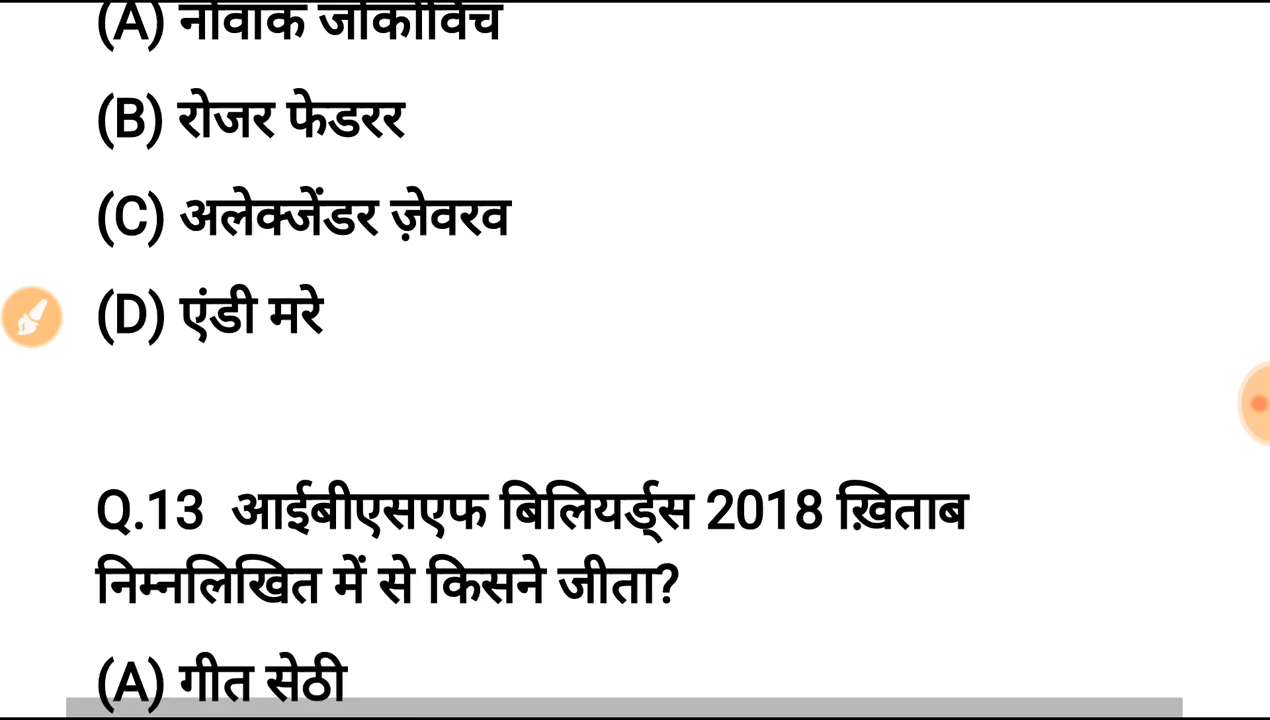 (A) नोवाक जोकोविच
(B) रोजर फेडरर
(C) अलेक्जेंडर ज़ेवरव
(D) एंडी मरे
Q.13 आईबीएसएफ बिलियर्ड्स 2018 ख़िताब
निम्नलिखित में से किसने जीता?
(A) गीत सेठी